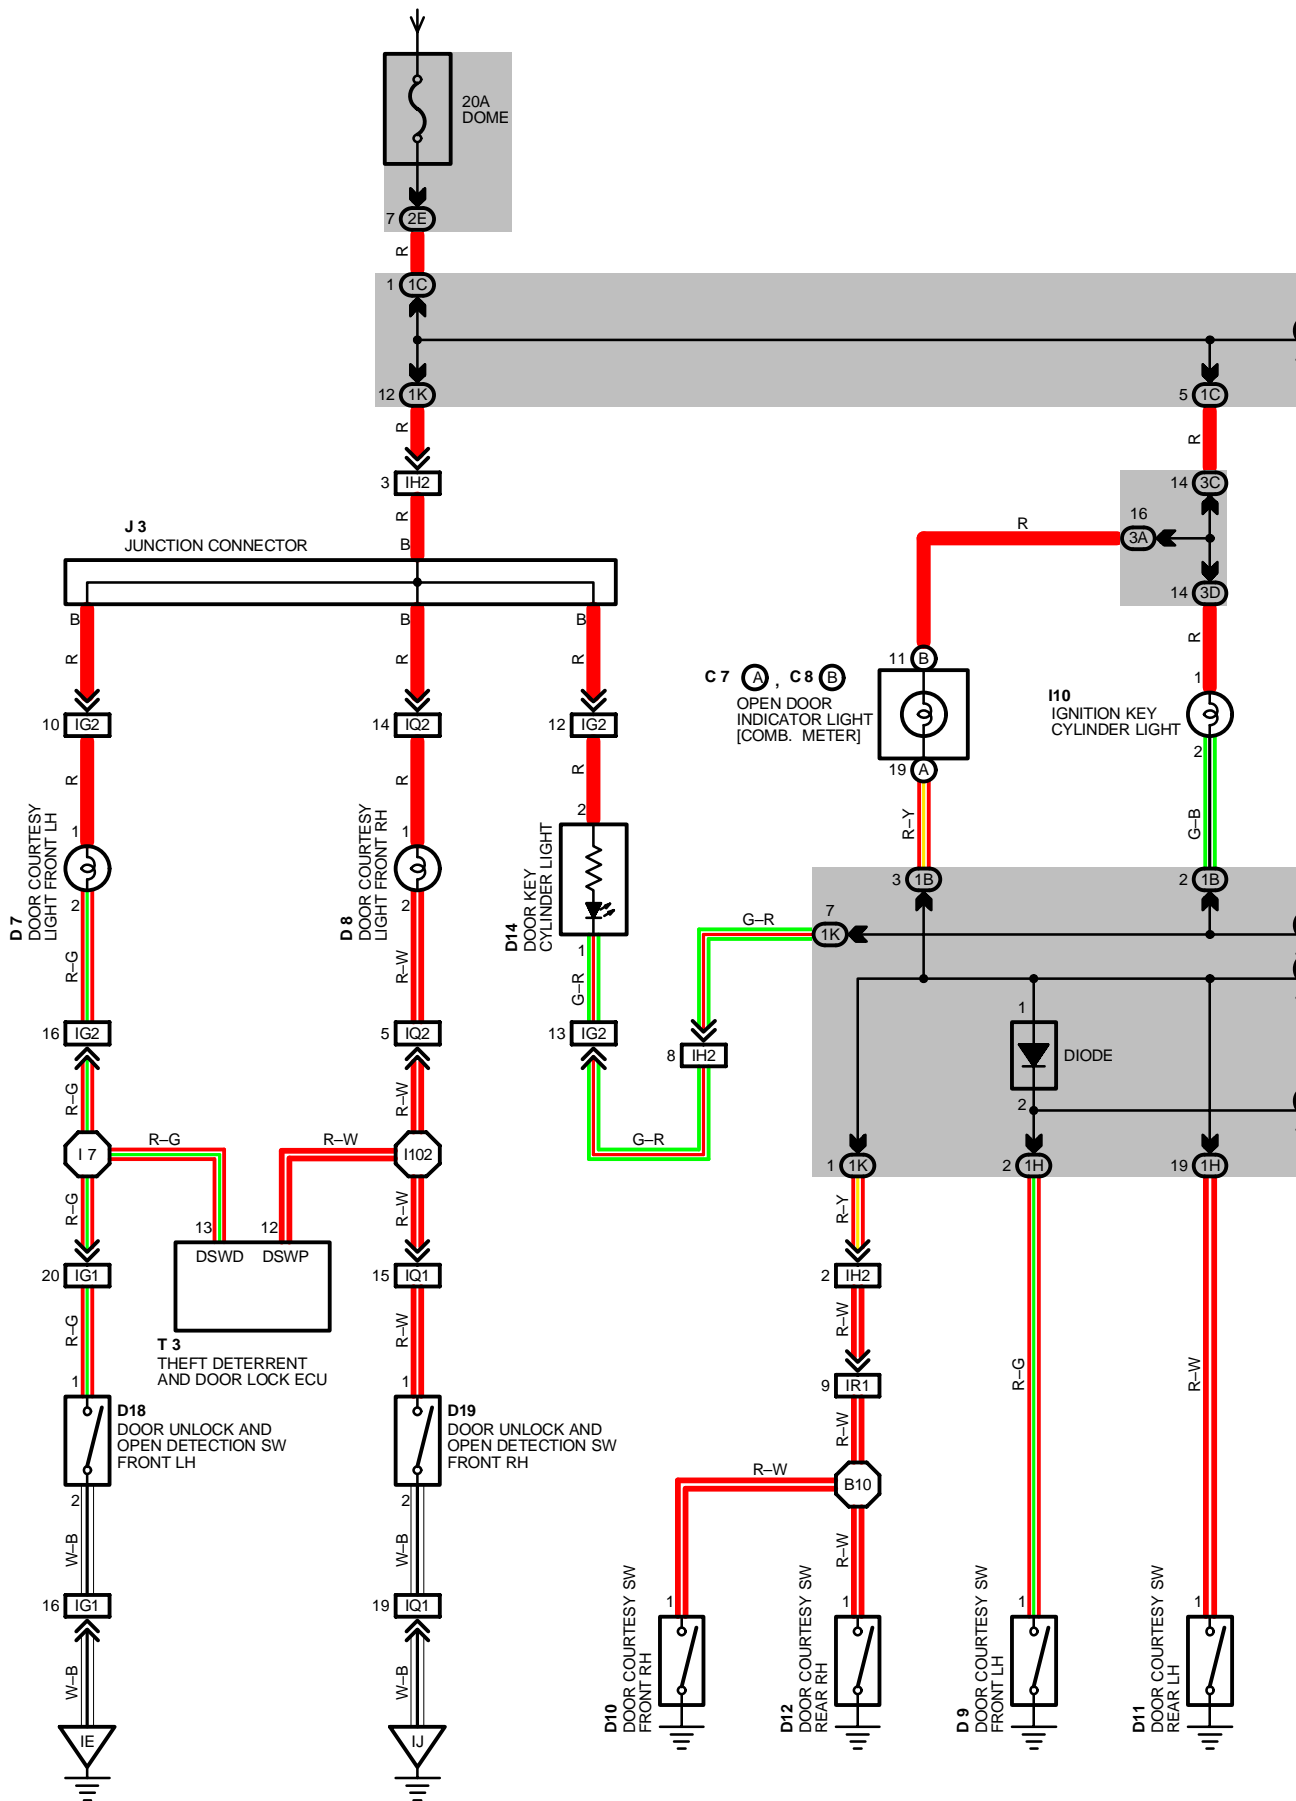 20A
DOME
7 2E
R
1 1C
12 1K
5 1C
R
R
3 IH2
14 3C
16
R
3A
R
J 3
JUNCTION CONNECTOR
B
14 3D
B
B
B
R
R
R
R
11 B
1
C 7 A , C 8 B
OPEN DOOR
INDICATOR LIGHT
[COMB. METER]
I10
IGNITION KEY
CYLINDER LIGHT
10 IG2
14 IQ2
12 IG2
2
R
R
R
19 A
D 7
DOOR COURTESY
LIGHT FRONT LH
1
D 8
DOOR COURTESY
LIGHT FRONT RH
1
2
D14
DOOR KEY
CYLINDER LIGHT
R–Y
G–B
3 1B
2 1B
2
2
G–R
7
1K
1
R–G
R–W
G–R
1
DIODE
2
16 IG2
5 IQ2
13 IG2
8 IH2
R–G
R–W
I 7
R–G
R–W
I102
G–R
1 1K
2 1H
19 1H
R–G
R–W
R–Y
13
12
DSWD
DSWP
20 IG1
15 IQ1
2 IH2
R–G
R–W
R–W
T 3
THEFT DETERRENT
AND DOOR LOCK ECU
R–G
R–W
1
1
9 IR1
D18
DOOR UNLOCK AND
OPEN DETECTION SW
FRONT LH
D19
DOOR UNLOCK AND
OPEN DETECTION SW
FRONT RH
R–W
R–W
B10
2
2
W–B
W–B
R–W
16 IG1
19 IQ1
1
1
1
1
W–B
W–B
D10
DOOR COURTESY SW
FRONT RH
D12
DOOR COURTESY SW
REAR RH
D 9
DOOR COURTESY SW
FRONT LH
D11
DOOR COURTESY SW
REAR LH
IE
IJ